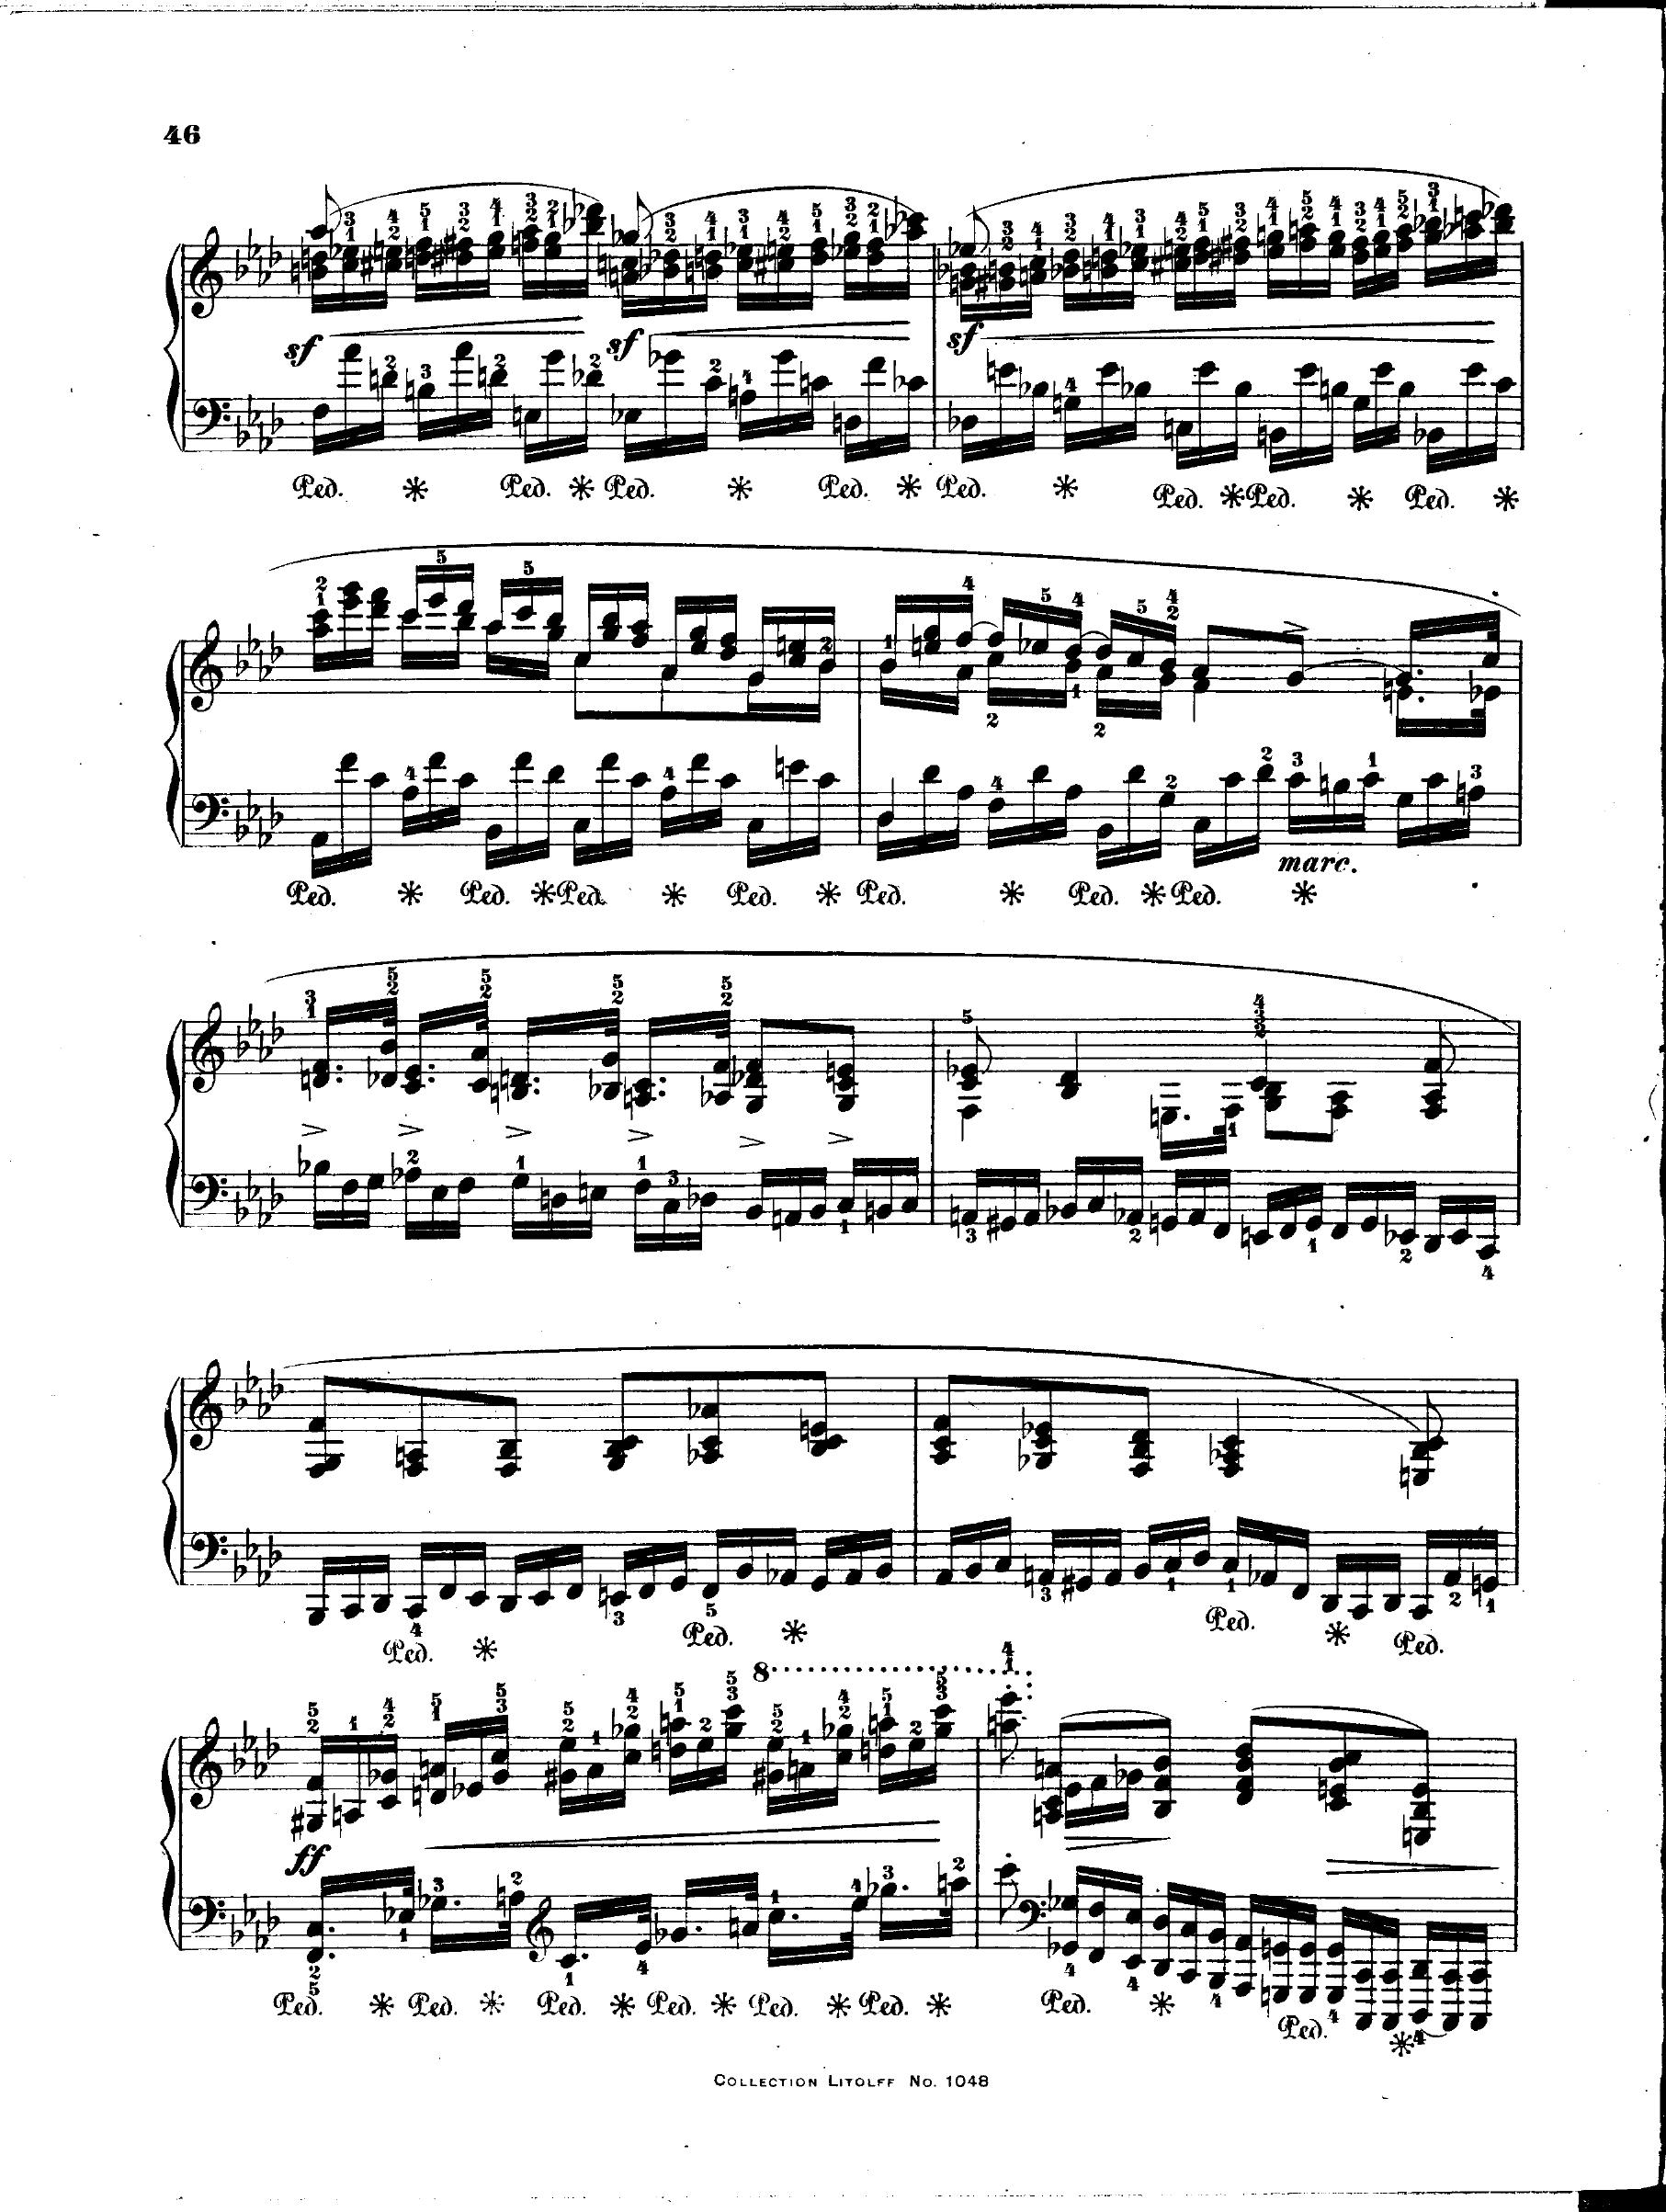 46
sf sf sf
Ped. * Ped. * Ped. * Ped. * Ped. * Ped. * Ped. * Ped. *
marc.
Ped. * Ped. * Ped. * Ped. * Ped. * Ped. * Ped. *
Ped. * Ped. * Ped. * Ped.
8
ff
Ped. * Ped. * Ped. * Ped. * Ped. * Ped. * Ped. * Ped. *
COLLECTION LITOLFF NO. 1048